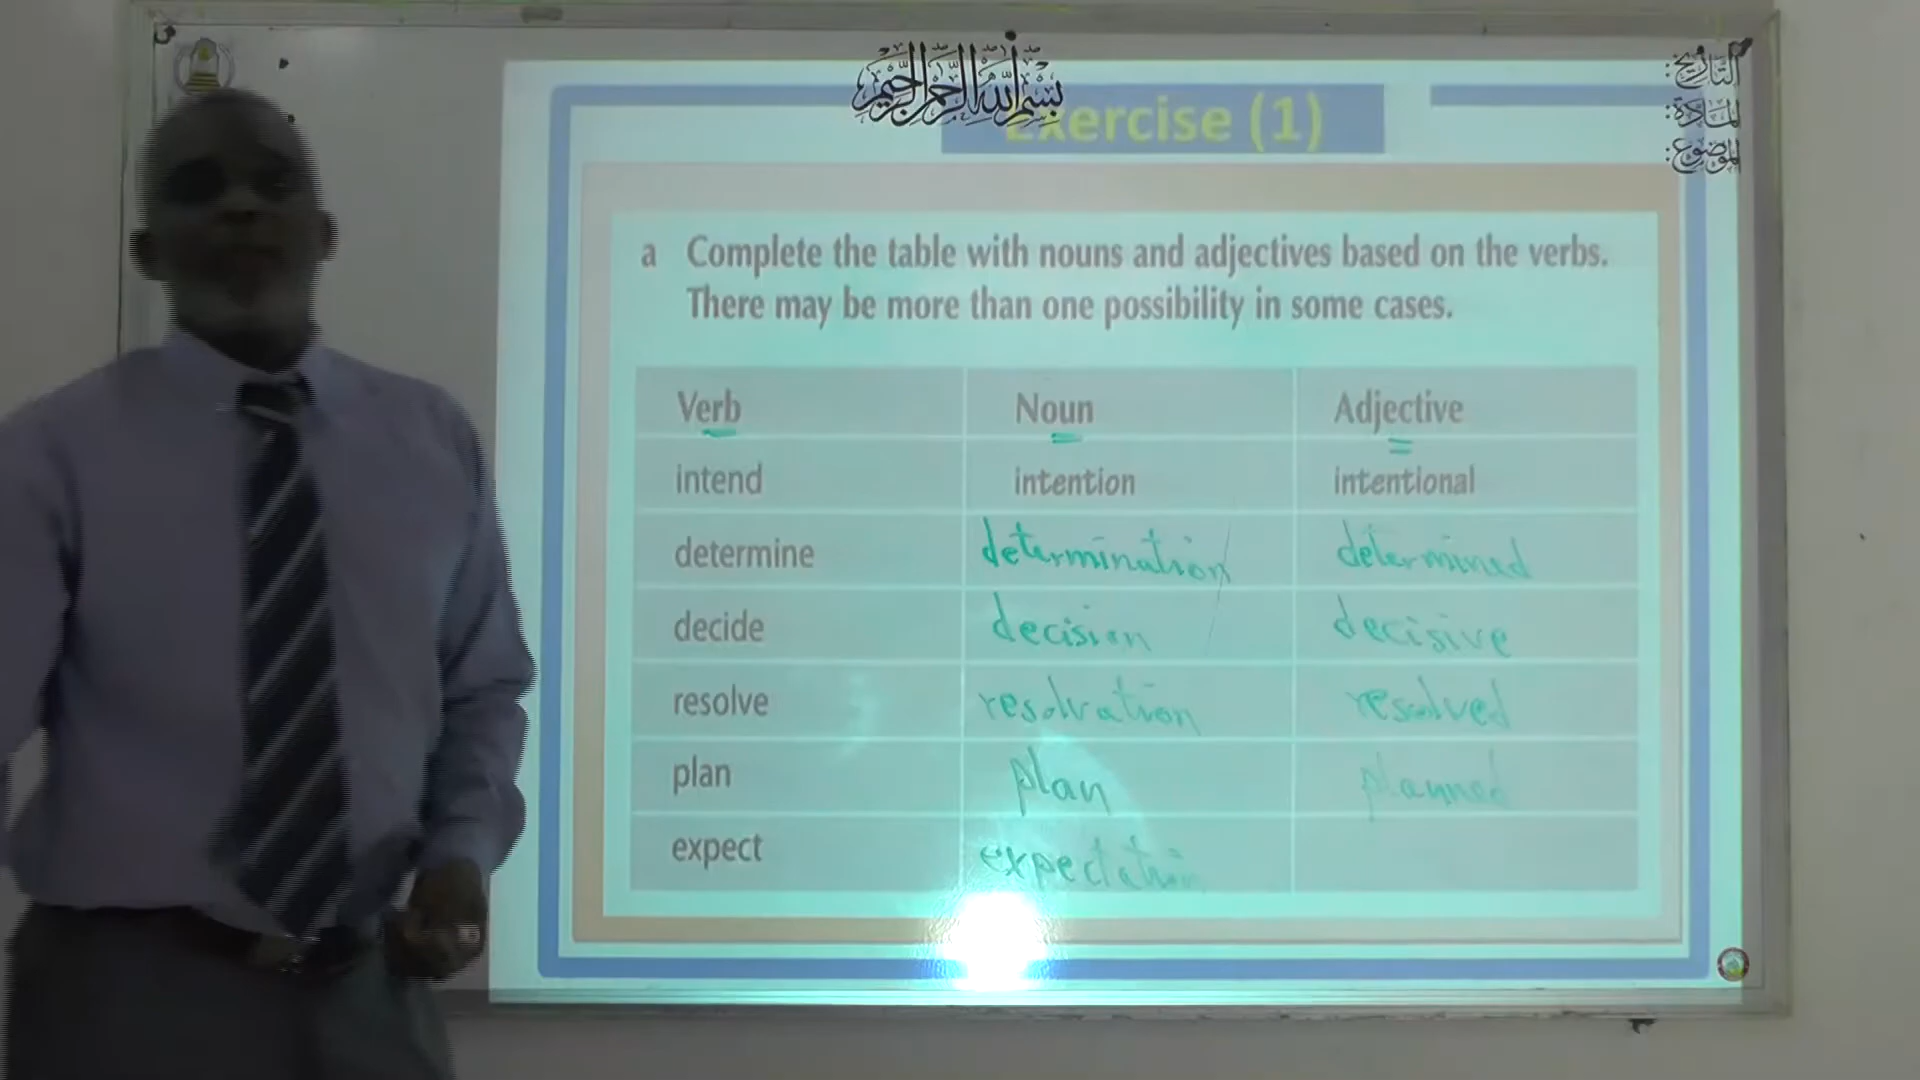 بسم الله الرحمن الرحيم
التاريخ:
المادة:
الموضوع:
Exercise (1)
a Complete the table with nouns and adjectives based on the verbs.
There may be more than one possibility in some cases.
Verb Noun Adjective
intend intention intentional
determine determination determined
decide decision decisive
resolve resolvation resolved
plan plan planned
expect expectation